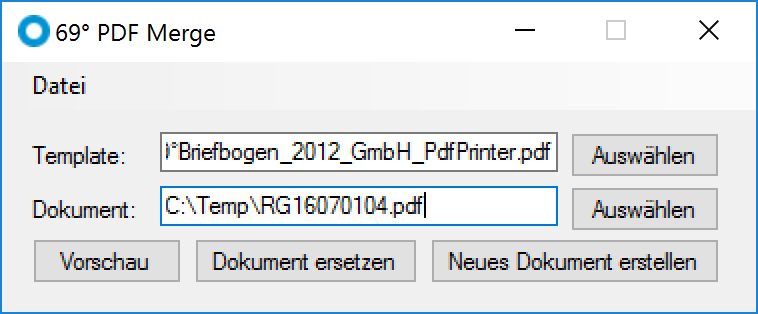 69° PDF Merge
Datei
Template: °Briefbogen_2012_GmbH_PdfPrinter.pdf Auswählen
Dokument: C:\Temp\RG16070104.pdf Auswählen
Vorschau Dokument ersetzen Neues Dokument erstellen